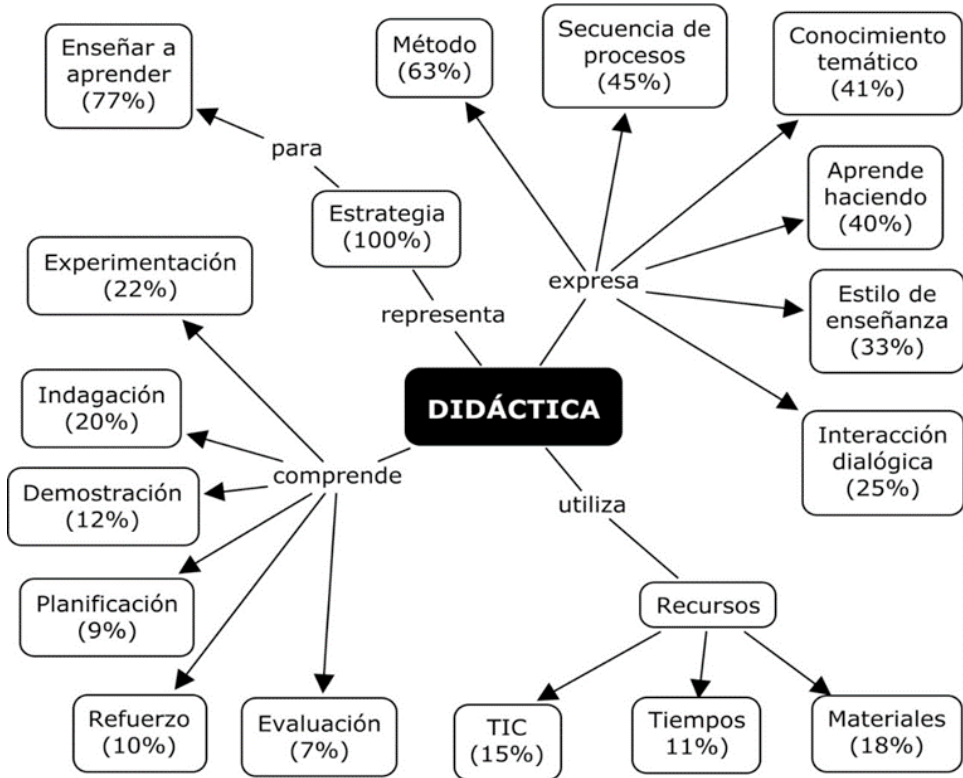 Enseñar a
aprender
(77%)
Método
(63%)
Secuencia de
procesos
(45%)
Conocimiento
temático
(41%)
para
Estrategia
(100%)
Aprende
haciendo
(40%)
Experimentación
(22%)
representa
expresa
Estilo de
enseñanza
(33%)
DIDÁCTICA
Indagación
(20%)
comprende
Interacción
dialógica
(25%)
Demostración
(12%)
utiliza
Planificación
(9%)
Recursos
Refuerzo
(10%)
Evaluación
(7%)
TIC
(15%)
Tiempos
11%)
Materiales
(18%)